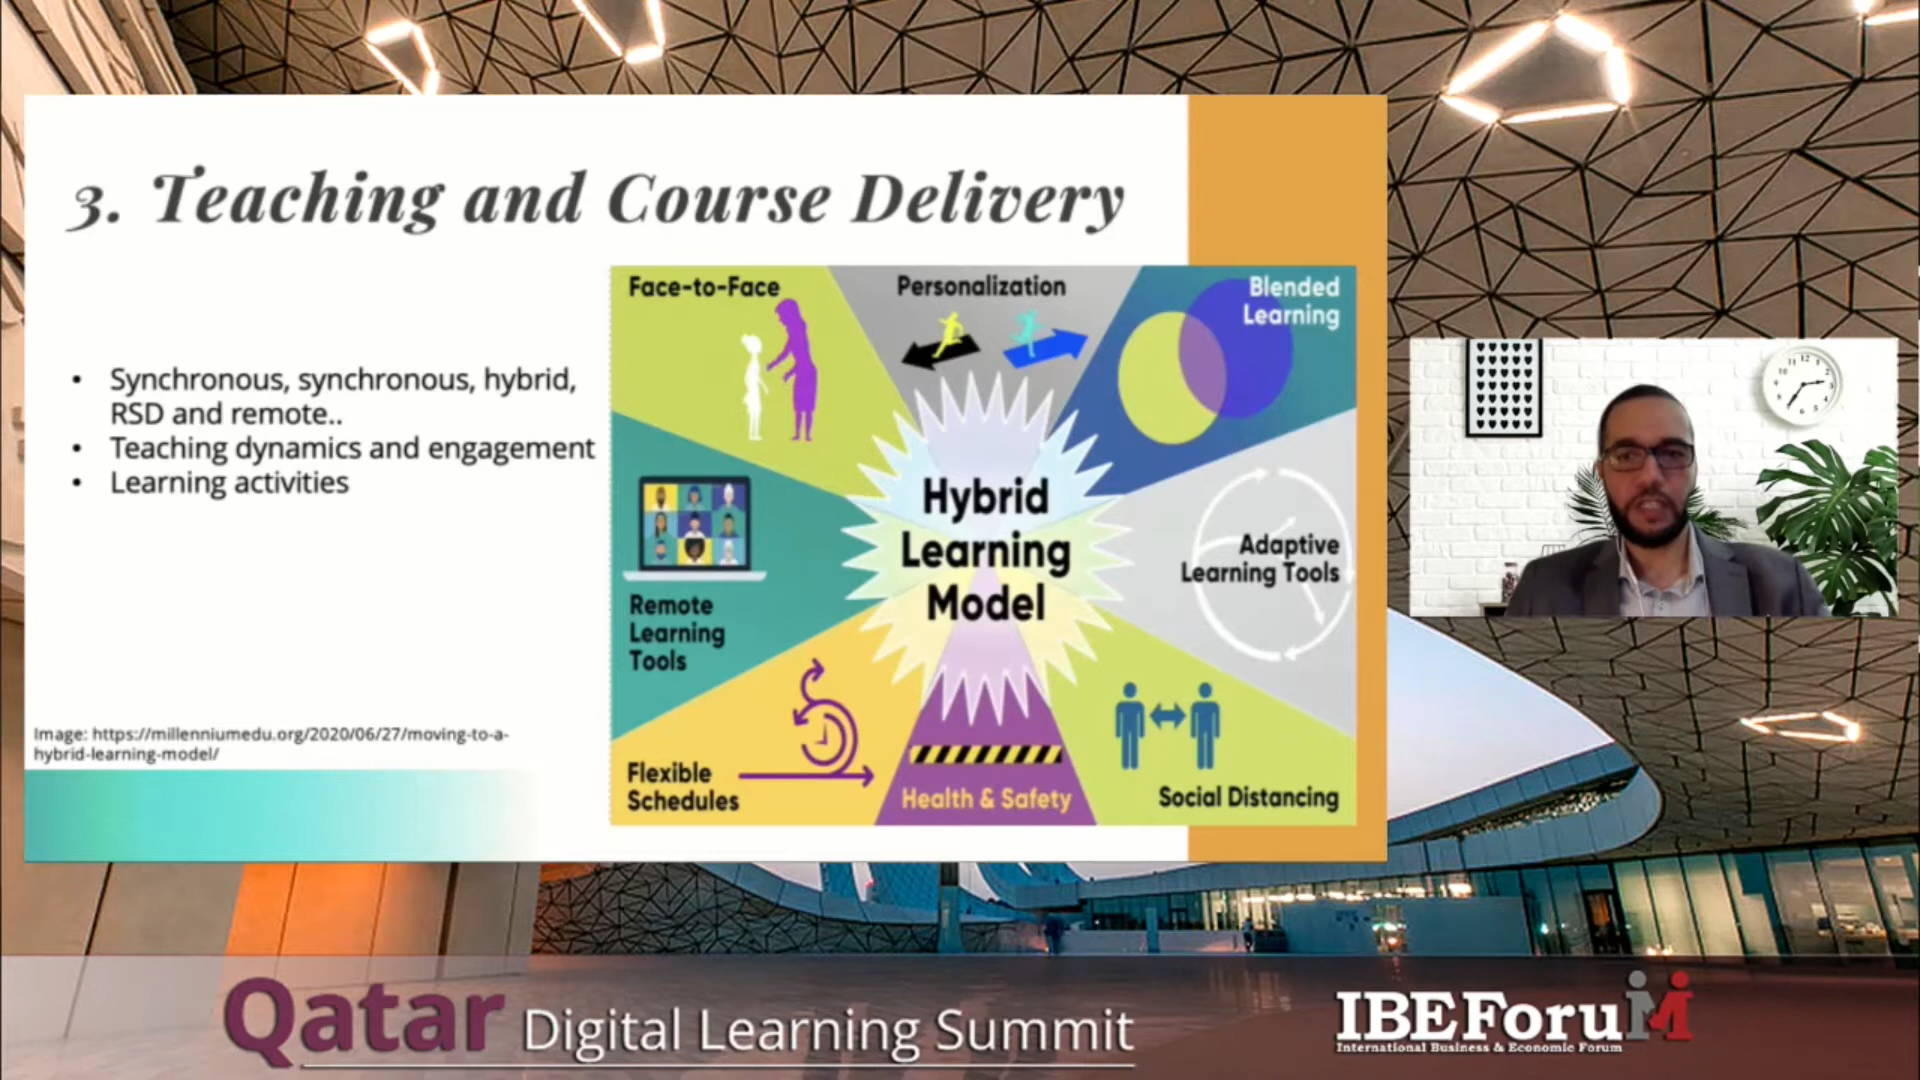 3. Teaching and Course Delivery
• Synchronous, synchronous, hybrid,
RSD and remote..
• Teaching dynamics and engagement
• Learning activities
Image: https://millenniumedu.org/2020/06/27/moving-to-a-
hybrid-learning-model/
Face-to-Face
Personalization
Blended
Learning
Hybrid
Learning
Model
Adaptive
Learning Tools
Remote
Learning
Tools
Flexible
Schedules
Health & Safety
Social Distancing
Qatar Digital Learning Summit
IBEForuM
International Business & Economic Forum